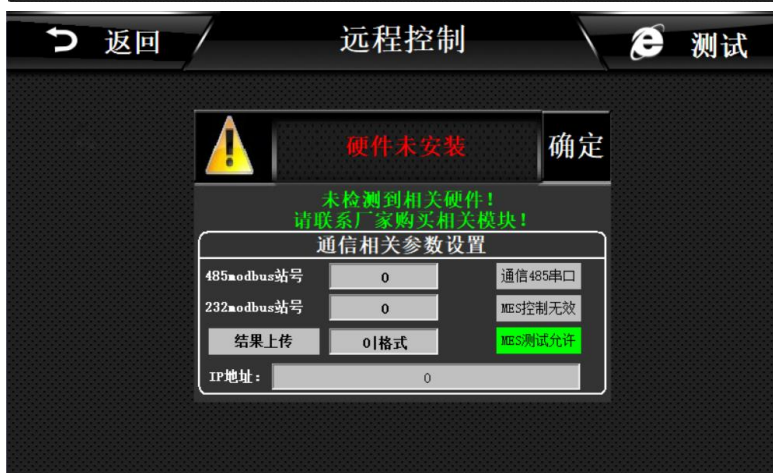 返回 远程控制 测试
硬件未安装 确定
未检测到相关硬件!
请联系厂家购买相关模块!
通信相关参数设置
485modbus站号 0 通信485串口
232modbus站号 0 MES控制无效
结果上传 0|格式 MES测试允许
IP地址: 0